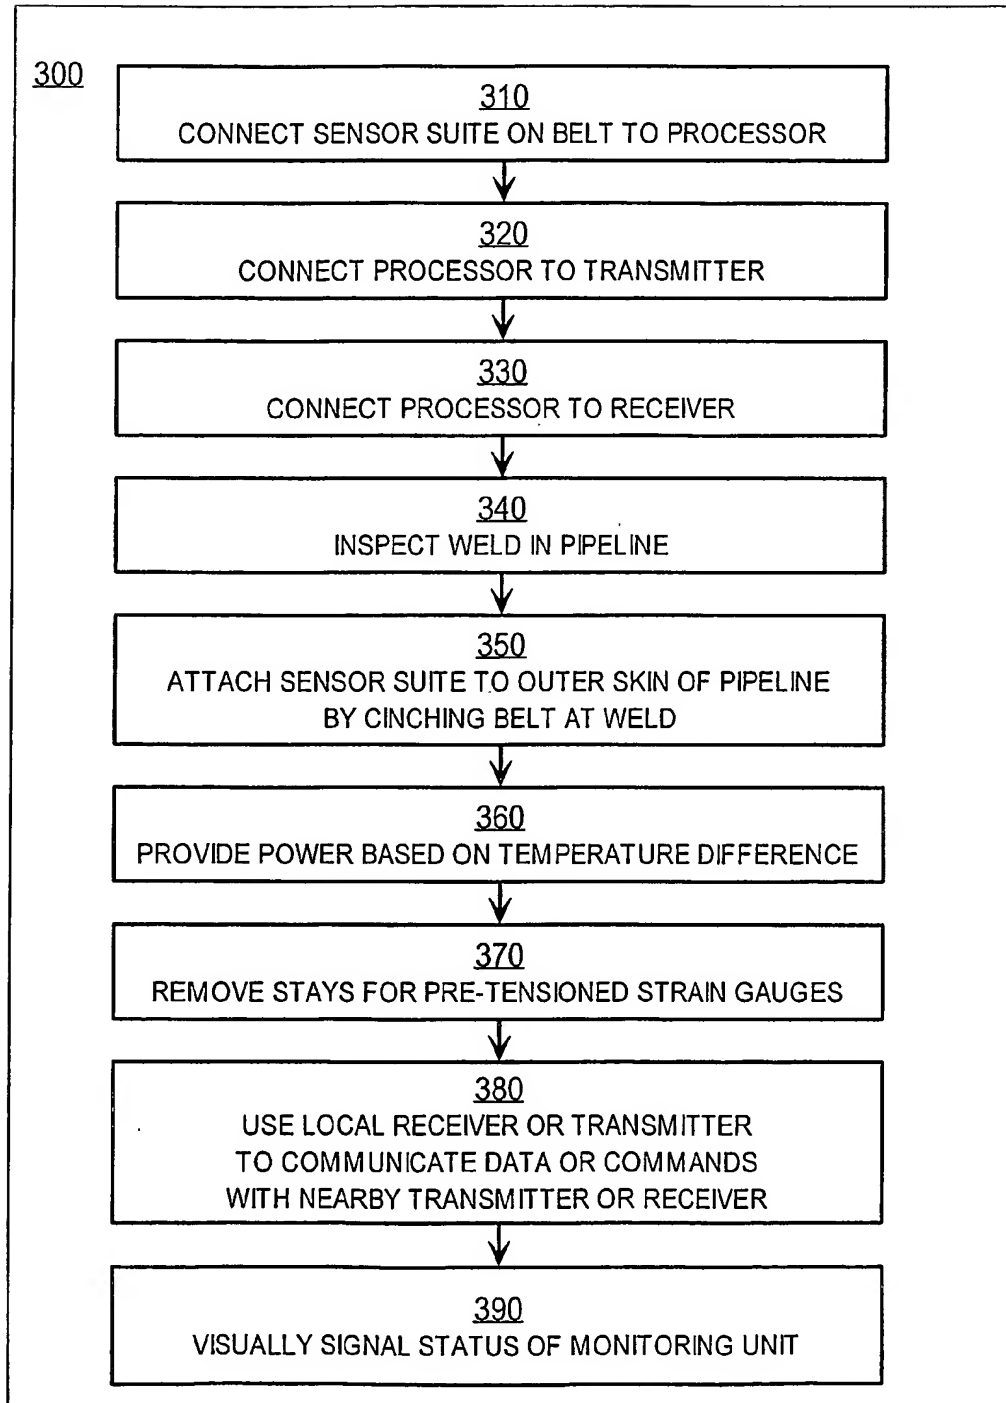 300
310
CONNECT SENSOR SUITE ON BELT TO PROCESSOR
320
CONNECT PROCESSOR TO TRANSMITTER
330
CONNECT PROCESSOR TO RECEIVER
340
INSPECT WELD IN PIPELINE
350
ATTACH SENSOR SUITE TO OUTER SKIN OF PIPELINE
BY CINCHING BELT AT WELD
360
PROVIDE POWER BASED ON TEMPERATURE DIFFERENCE
370
REMOVE STAYS FOR PRE-TENSIONED STRAIN GAUGES
380
USE LOCAL RECEIVER OR TRANSMITTER
TO COMMUNICATE DATA OR COMMANDS
WITH NEARBY TRANSMITTER OR RECEIVER
390
VISUALLY SIGNAL STATUS OF MONITORING UNIT